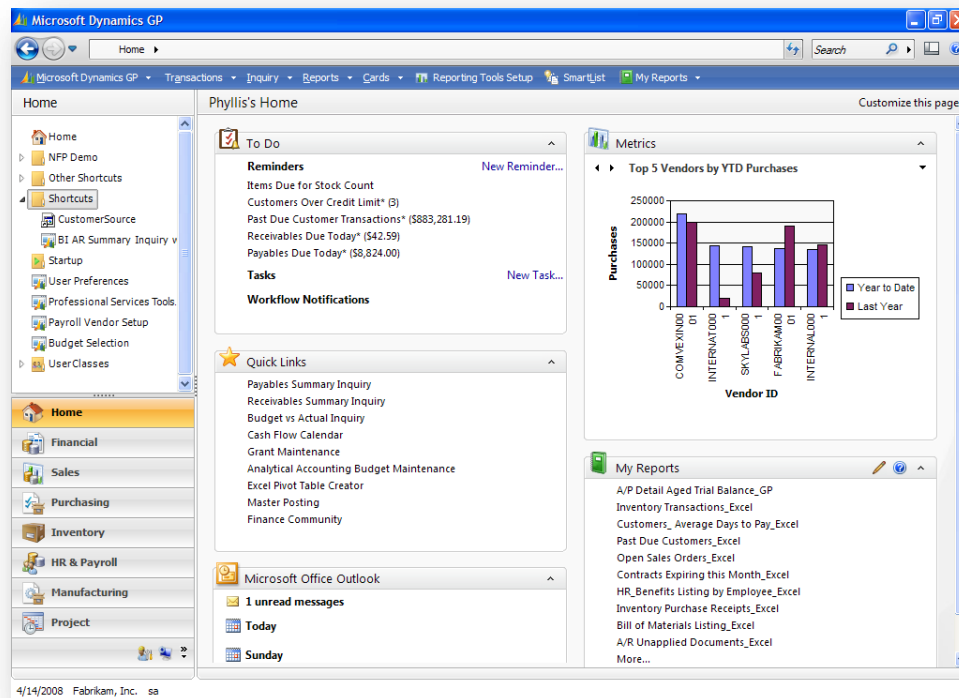 Microsoft Dynamics GP
Home
Search
Microsoft Dynamics GP Transactions Inquiry Reports Cards Reporting Tools Setup SmartList My Reports
Home
Home
NFP Demo
Other Shortcuts
Shortcuts
CustomerSource
BI AR Summary Inquiry
Startup
User Preferences
Professional Services Tools.
Payroll Vendor Setup
Budget Selection
UserClasses
Home
Financial
Sales
Purchasing
Inventory
HR & Payroll
Manufacturing
Project
Phyllis's Home
Customize this page
To Do
Reminders New Reminder...
Items Due for Stock Count
Customers Over Credit Limit* (3)
Past Due Customer Transactions* ($883,281.19)
Receivables Due Today* ($42.59)
Payables Due Today* ($8,824.00)
Tasks New Task...
Workflow Notifications
Quick Links
Payables Summary Inquiry
Receivables Summary Inquiry
Budget vs Actual Inquiry
Cash Flow Calendar
Grant Maintenance
Analytical Accounting Budget Maintenance
Excel Pivot Table Creator
Master Posting
Finance Community
Microsoft Office Outlook
1 unread messages
Today
Sunday
Metrics
Top 5 Vendors by YTD Purchases
250000
200000
150000
100000
50000
0
Purchases
COMVEXIN00
01
INTERNAT000
1
SKYLABS000
1
FABRIKAM00
01
INTERNAL000
1
Vendor ID
Year to Date
Last Year
My Reports
A/P Detail Aged Trial Balance_GP
Inventory Transactions_Excel
Customers_ Average Days to Pay_Excel
Past Due Customers_Excel
Open Sales Orders_Excel
Contracts Expiring this Month_Excel
HR_Benefits Listing by Employee_Excel
Inventory Purchase Receipts_Excel
Bill of Materials Listing_Excel
A/R Unapplied Documents_Excel
More...
4/14/2008 Fabrikam, Inc. sa